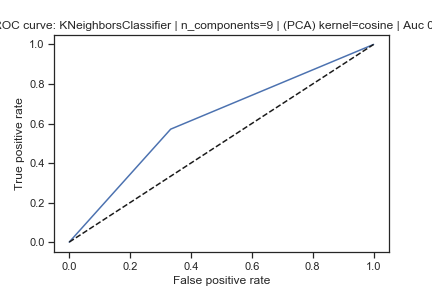 ROC curve: KNeighborsClassifier | n_components=9 | (PCA) kernel=cosine | Auc 0
1.0
0.8
0.6
0.4
0.2
0.0
True positive rate
0.0 0.2 0.4 0.6 0.8 1.0
False positive rate